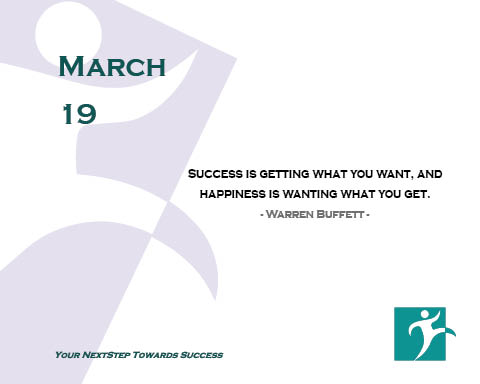 March
19
Success is getting what you want, and
happiness is wanting what you get.
- Warren Buffett -
Your NextStep Towards Success